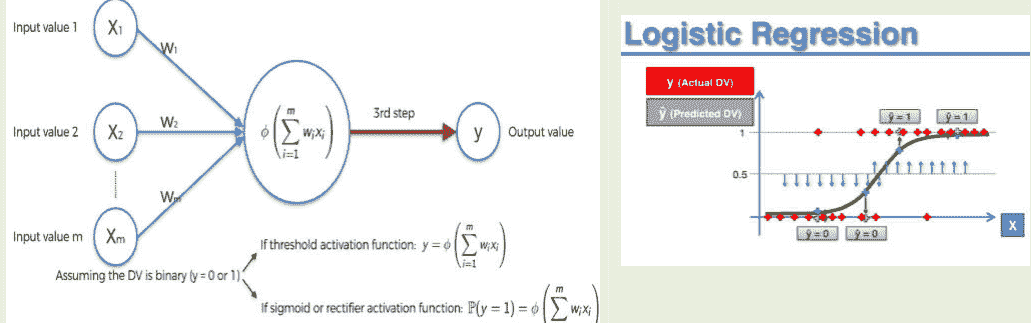 Input value 1
X1
W1
Input value 2
X2
W2
ϕ(∑ i=1 m wixi)
3rd step
y
Output value
Wm
Input value m
Xm
If threshold activation function: y = ϕ(∑ i=1 m wixi)
Assuming the DV is binary (y = 0 or 1)
If sigmoid or rectifier activation function: ℙ(y = 1) = ϕ(∑ i=1 m wixi)
Logistic Regression
y (Actual DV)
ŷ (Predicted DV)
ŷ = 1
ŷ = 1
1
0.5
ŷ = 0
ŷ = 0
X